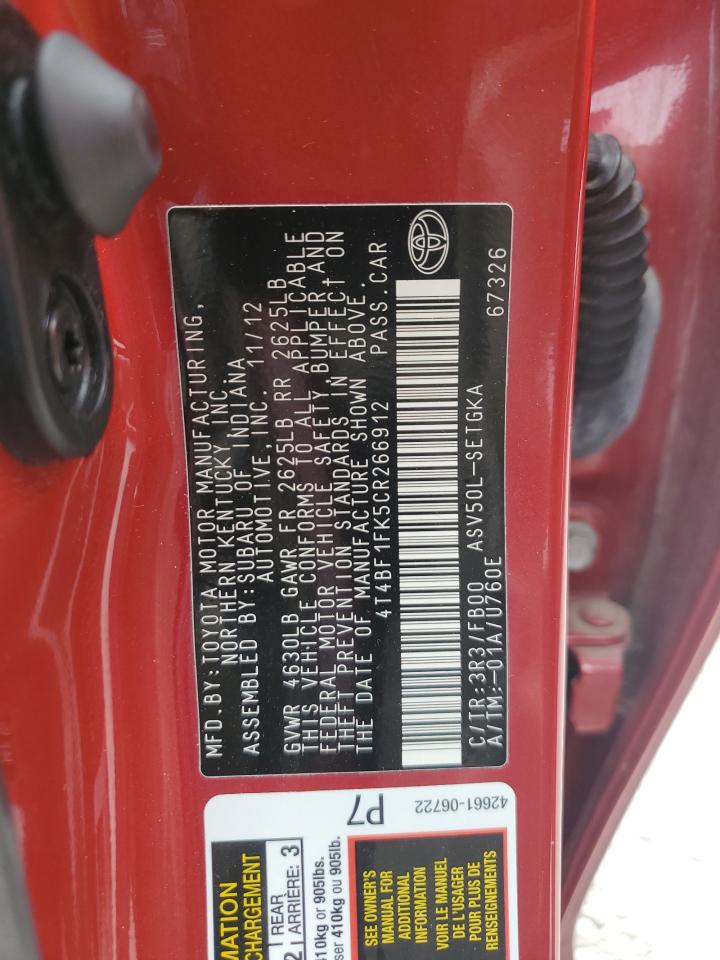 MFD. BY: TOYOTA MOTOR MANUFACTURING,
NORTHERN KENTUCKY, INC.
ASSEMBLED BY: SUBARU OF INDIANA
AUTOMOTIVE, INC. 11/12
GVWR 4630LB GAWR FR 2625LB RR 2625LB
THIS VEHICLE CONFORMS TO ALL APPLICABLE
FEDERAL MOTOR VEHICLE SAFETY, BUMPER, AND
THEFT PREVENTION STANDARDS IN EFFECT ON
THE DATE OF MANUFACTURE SHOWN ABOVE.
4T4BF1FK5CR266912 PASS. CAR
C/TR:3R3/FB00 ASV50L-SETGKA
A/TM:-01A/U760E 67326
MATION
CHARGEMENT
2 REAR
ARRIÈRE: 3
410kg or 905lbs.
ser 410kg ou 905lb.
P7
42661-06722
SEE OWNER'S
MANUAL FOR
ADDITIONAL
INFORMATION
VOIR LE MANUEL
DE L'USAGER
POUR PLUS DE
RENSEIGNEMENTS